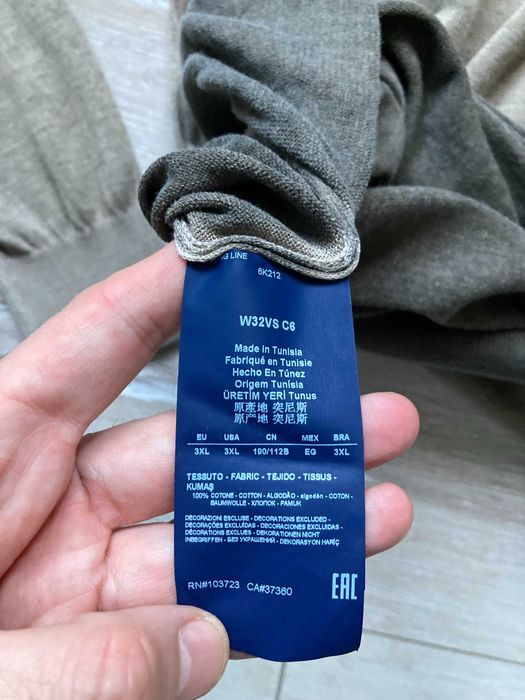 G LINE
6K212
W32VS C6
Made in Tunisia
Fabriqué en Tunisie
Hecho En Túnez
Origem Tunísia
ÜRETİM YERİ Tunus
原產地 突尼斯
原产地 突尼斯
EU USA CN MEX BRA
3XL 3XL 190/112B EG 3XL
TESSUTO - FABRIC - TEJIDO - TISSUS -
KUMAŞ
100% COTONE - COTTON - ALGODÃO - algodón - COTON -
BAUMWOLLE - ХЛОПОК - PAMUK
DECORAZIONI ESCLUSE - DECORATIONS EXCLUDED -
DECORAÇÕES EXCLUÍDAS - DECORACIONES EXCLUIDAS -
DÉCORATIONS EXCLUS - DEKORATIONEN NICHT
INBEGRIFFEN - БЕЗ УКРАШЕНИЙ - DEKORASYON HARİÇ
RN#103723 CA#37360
EAC